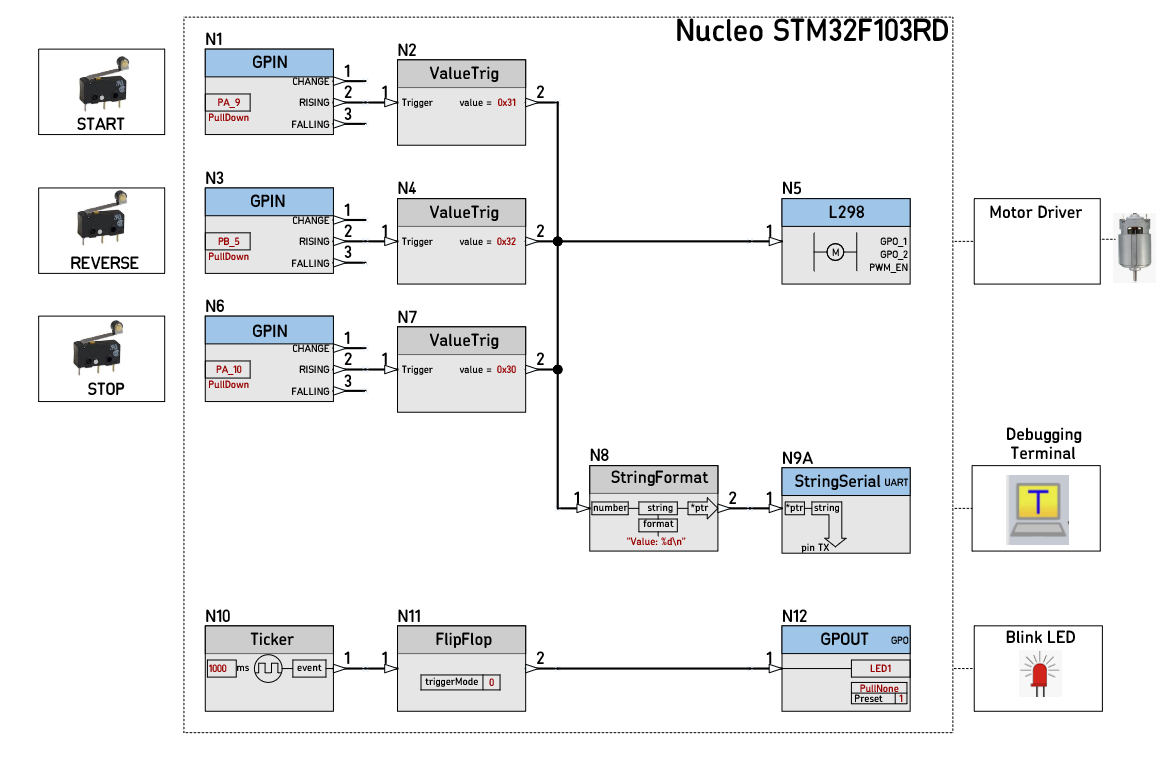 Nucleo STM32F103RD
N1
GPIN
CHANGE 1
PA_9 RISING 2
PullDown FALLING 3
START
N2
ValueTrig
1 Trigger value = 0x31 2
N3
GPIN
CHANGE 1
PB_5 RISING 2
PullDown FALLING 3
REVERSE
N4
ValueTrig
1 Trigger value = 0x32 2
N5
L298
1 M GPO_1
GPO_2
PWM_EN
Motor Driver
N6
GPIN
CHANGE 1
PA_10 RISING 2
PullDown FALLING 3
STOP
N7
ValueTrig
1 Trigger value = 0x30 2
N8
StringFormat
1 number string *ptr 2
format
"Value: %d\n"
N9A
StringSerial UART
1 *ptr string
pin TX
Debugging
Terminal
T
N10
Ticker
1000 ms event 1
N11
FlipFlop
1 2
triggerMode 0
N12
GPOUT GPO
1 LED1
PullNone
Preset 1
Blink LED